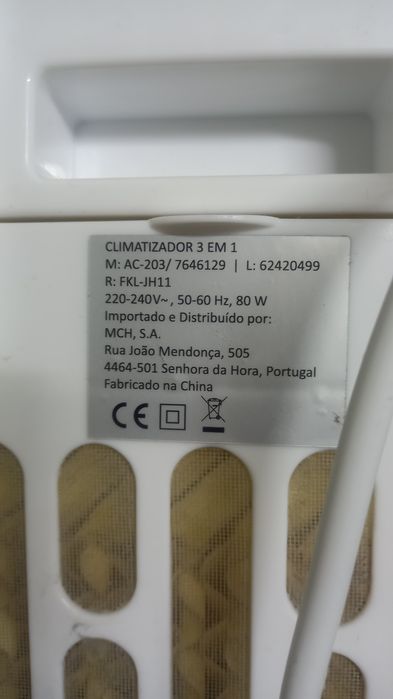 CLIMATIZADOR 3 EM 1
M: AC-203/ 7646129 | L: 62420499
R: FKL-JH11
220-240V~, 50-60 Hz, 80 W
Importado e Distribuído por:
MCH, S.A.
Rua João Mendonça, 505
4464-501 Senhora da Hora, Portugal
Fabricado na China
CE